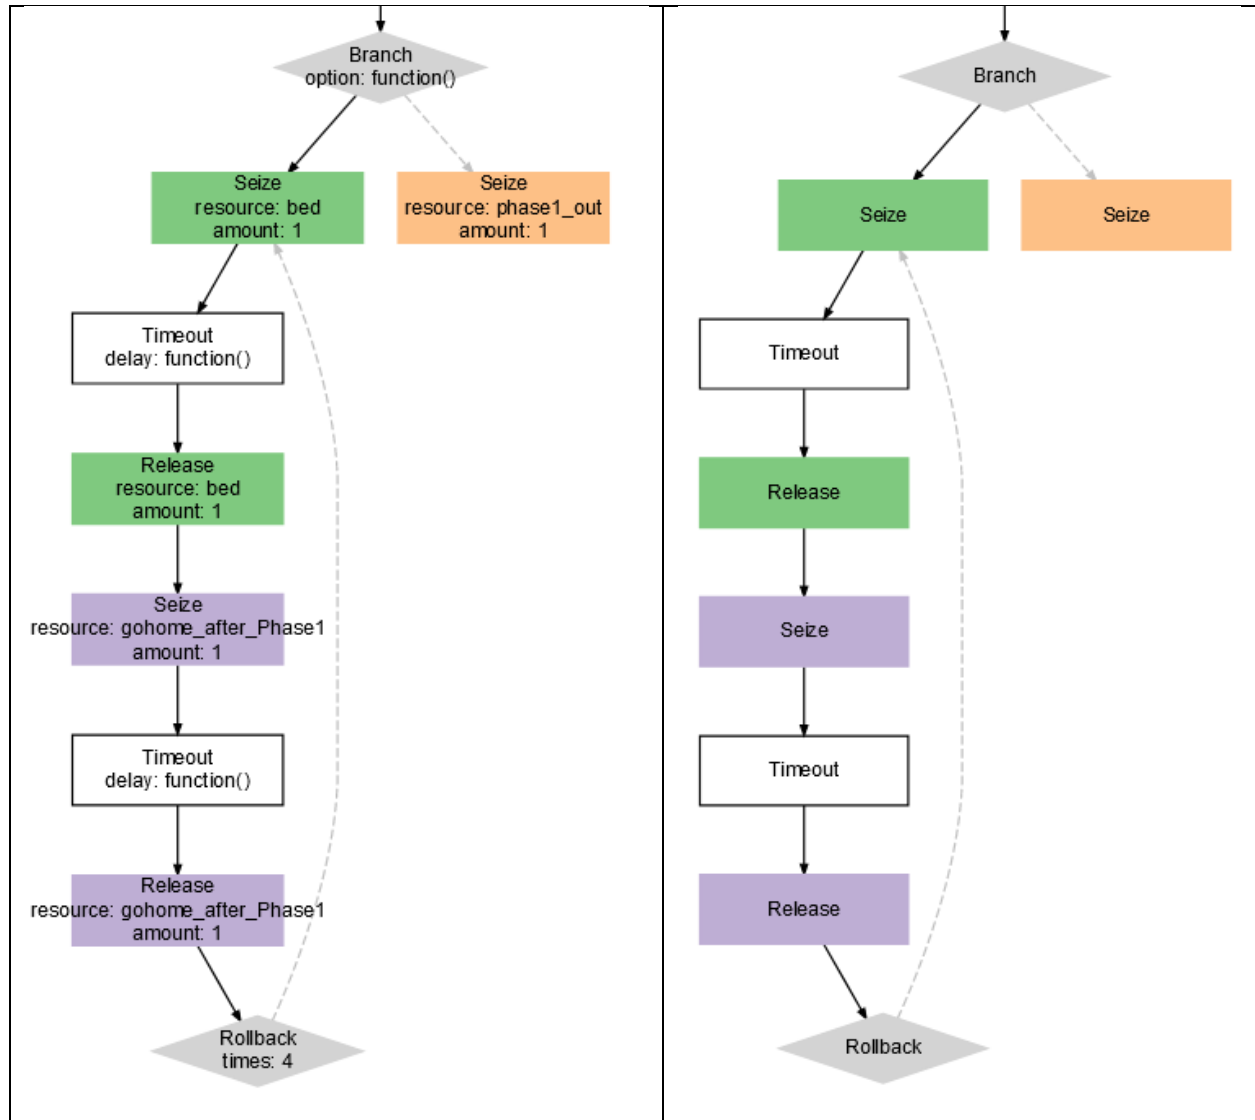 Branch
option: function()
Seize
resource: bed
amount: 1
Seize
resource: phase1_out
amount: 1
Timeout
delay: function()
Release
resource: bed
amount: 1
Seize
resource: gohome_after_Phase1
amount: 1
Timeout
delay: function()
Release
resource: gohome_after_Phase1
amount: 1
Rollback
times: 4
Branch
Seize
Seize
Timeout
Release
Seize
Timeout
Release
Rollback